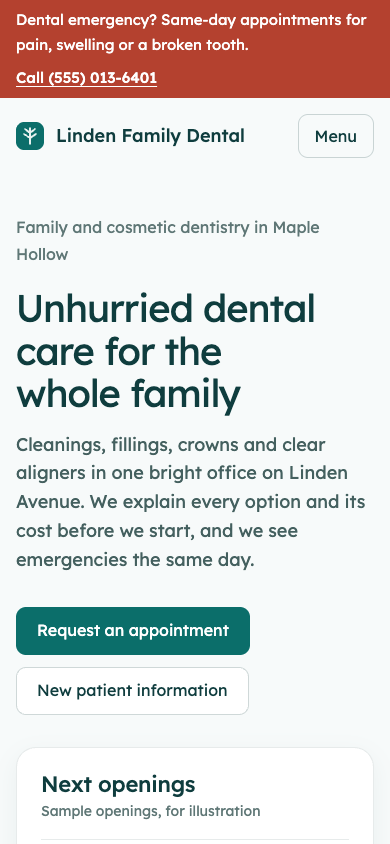 Dental emergency? Same-day appointments for
pain, swelling or a broken tooth.
Call (555) 013-6401
Linden Family Dental
Menu
Family and cosmetic dentistry in Maple
Hollow
Unhurried dental
care for the
whole family
Cleanings, fillings, crowns and clear
aligners in one bright office on Linden
Avenue. We explain every option and its
cost before we start, and we see
emergencies the same day.
Request an appointment
New patient information
Next openings
Sample openings, for illustration